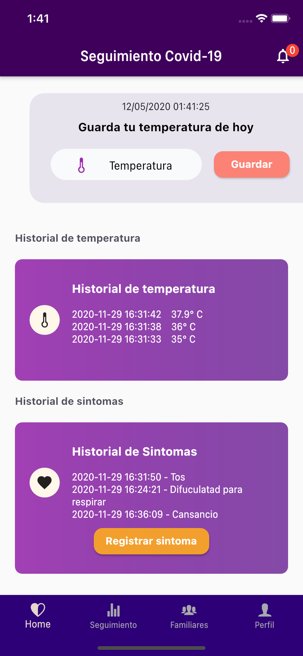 1:41
Seguimiento Covid-19
0
12/05/2020 01:41:25
Guarda tu temperatura de hoy
Temperatura
Guardar
Historial de temperatura
Historial de temperatura
2020-11-29 16:31:42 37.9° C
2020-11-29 16:31:38 36° C
2020-11-29 16:31:33 35° C
Historial de sintomas
Historial de Sintomas
2020-11-29 16:31:50 - Tos
2020-11-29 16:24:21 - Difuculatad para
respirar
2020-11-29 16:36:09 - Cansancio
Registrar sintoma
Home
Seguimiento
Familiares
Perfil